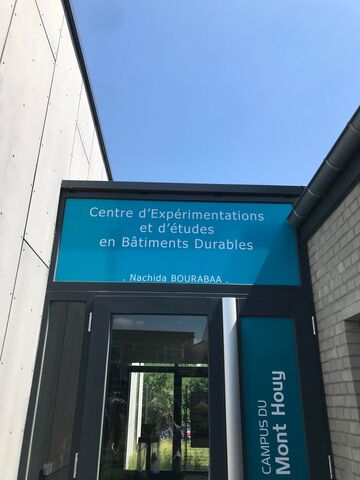 Centre d'Expérimentations
et d'études
en Bâtiments Durables
. Nachida BOURABAA .
CAMPUS DU
Mont Houy